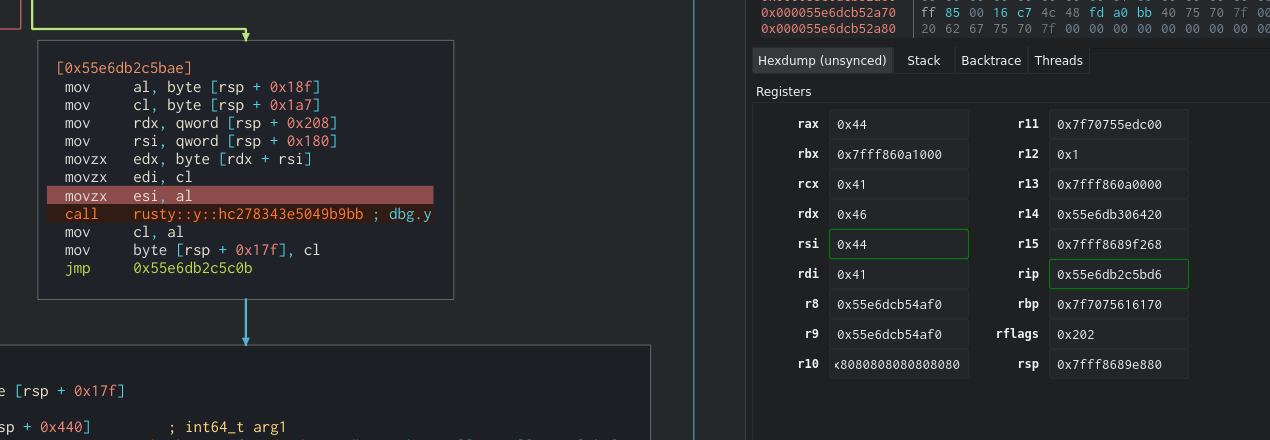 0x000055e6dcb52a70 ff 85 00 16 c7 4c 48 fd a0 bb 40 75 70 7f 00
0x000055e6dcb52a80 20 62 67 75 70 7f 00 00 00 00 00 00 00 00 00
Hexdump (unsynced) Stack Backtrace Threads
Registers
rax 0x44 r11 0x7f70755edc00
rbx 0x7fff860a1000 r12 0x1
rcx 0x41 r13 0x7fff860a0000
rdx 0x46 r14 0x55e6db306420
rsi 0x44 r15 0x7fff8689f268
rdi 0x41 rip 0x55e6db2c5bd6
r8 0x55e6dcb54af0 rbp 0x7f7075616170
r9 0x55e6dcb54af0 rflags 0x202
r10 x8080808080808080 rsp 0x7fff8689e880
[0x55e6db2c5bae]
mov al, byte [rsp + 0x18f]
mov cl, byte [rsp + 0x1a7]
mov rdx, qword [rsp + 0x208]
mov rsi, qword [rsp + 0x180]
movzx edx, byte [rdx + rsi]
movzx edi, cl
movzx esi, al
call rusty::y::hc278343e5049b9bb ; dbg.y
mov cl, al
mov byte [rsp + 0x17f], cl
jmp 0x55e6db2c5c0b
e [rsp + 0x17f]
sp + 0x440] ; int64_t arg1